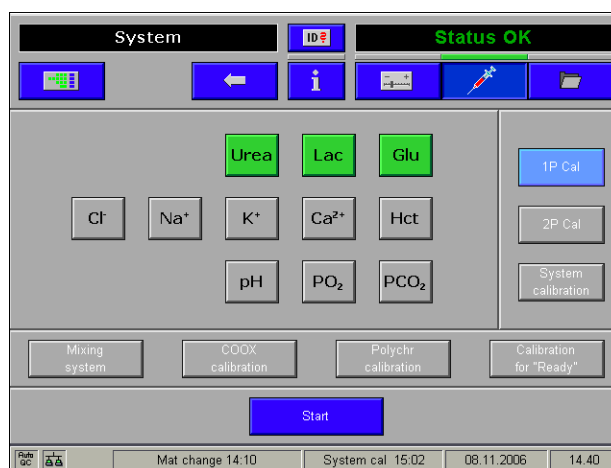 System
ID
Status OK
i
- +
Urea
Lac
Glu
1P Cal
Cl⁻
Na⁺
K⁺
Ca²⁺
Hct
2P Cal
pH
PO₂
PCO₂
System
calibration
Mixing
system
COOX
calibration
Polychr
calibration
Calibration
for "Ready"
Start
Auto
QC
Mat change 14:10
System cal 15:02
08.11.2006
14.40